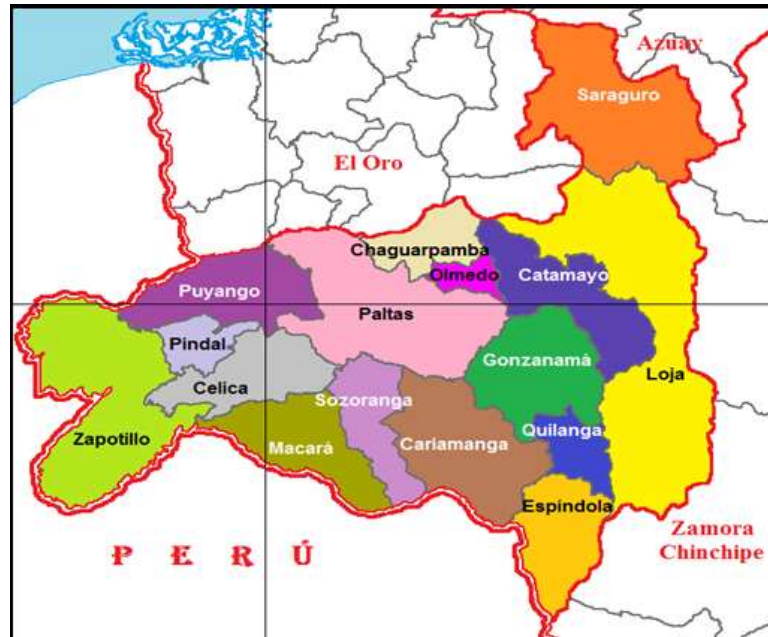 Azuay
Saraguro
El Oro
Chaguarpamba
Olmedo
Catamayo
Puyango
Paltas
Pindal
Gonzanamá
Loja
Celica
Sozoranga
Quilanga
Zapotillo
Macará
Cariamanga
Espíndola
Zamora
Chinchipe
PERÚ